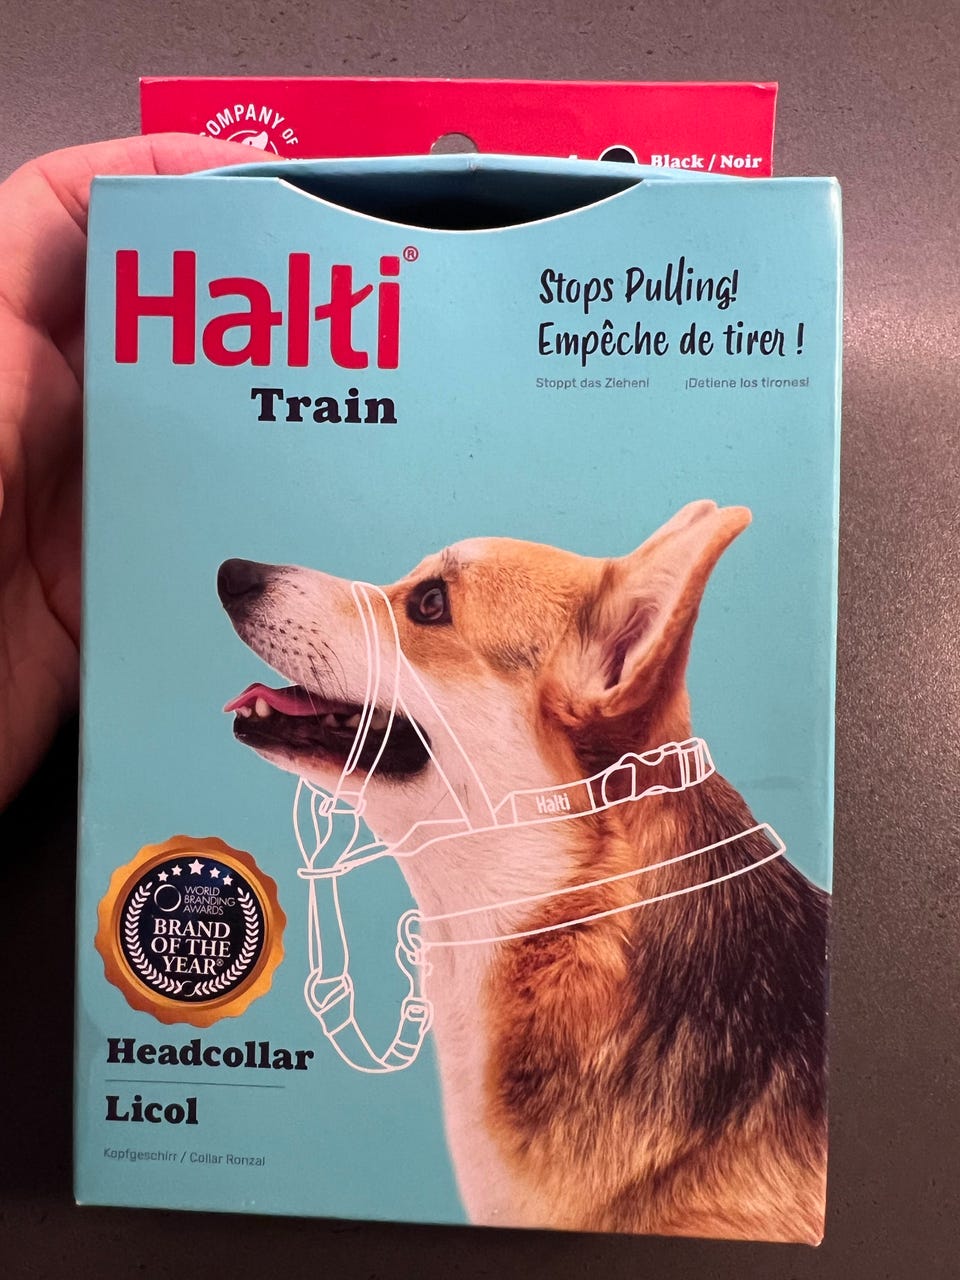 COMPANY OF
Black / Noir
Halti®
Train
Stops Pulling!
Empêche de tirer !
Stoppt das Ziehen!
¡Detiene los tirones!
Halti
WORLD
BRANDING
AWARDS
BRAND
OF THE
YEAR®
Headcollar
Licol
Kopfgeschirr / Collar Ronzal